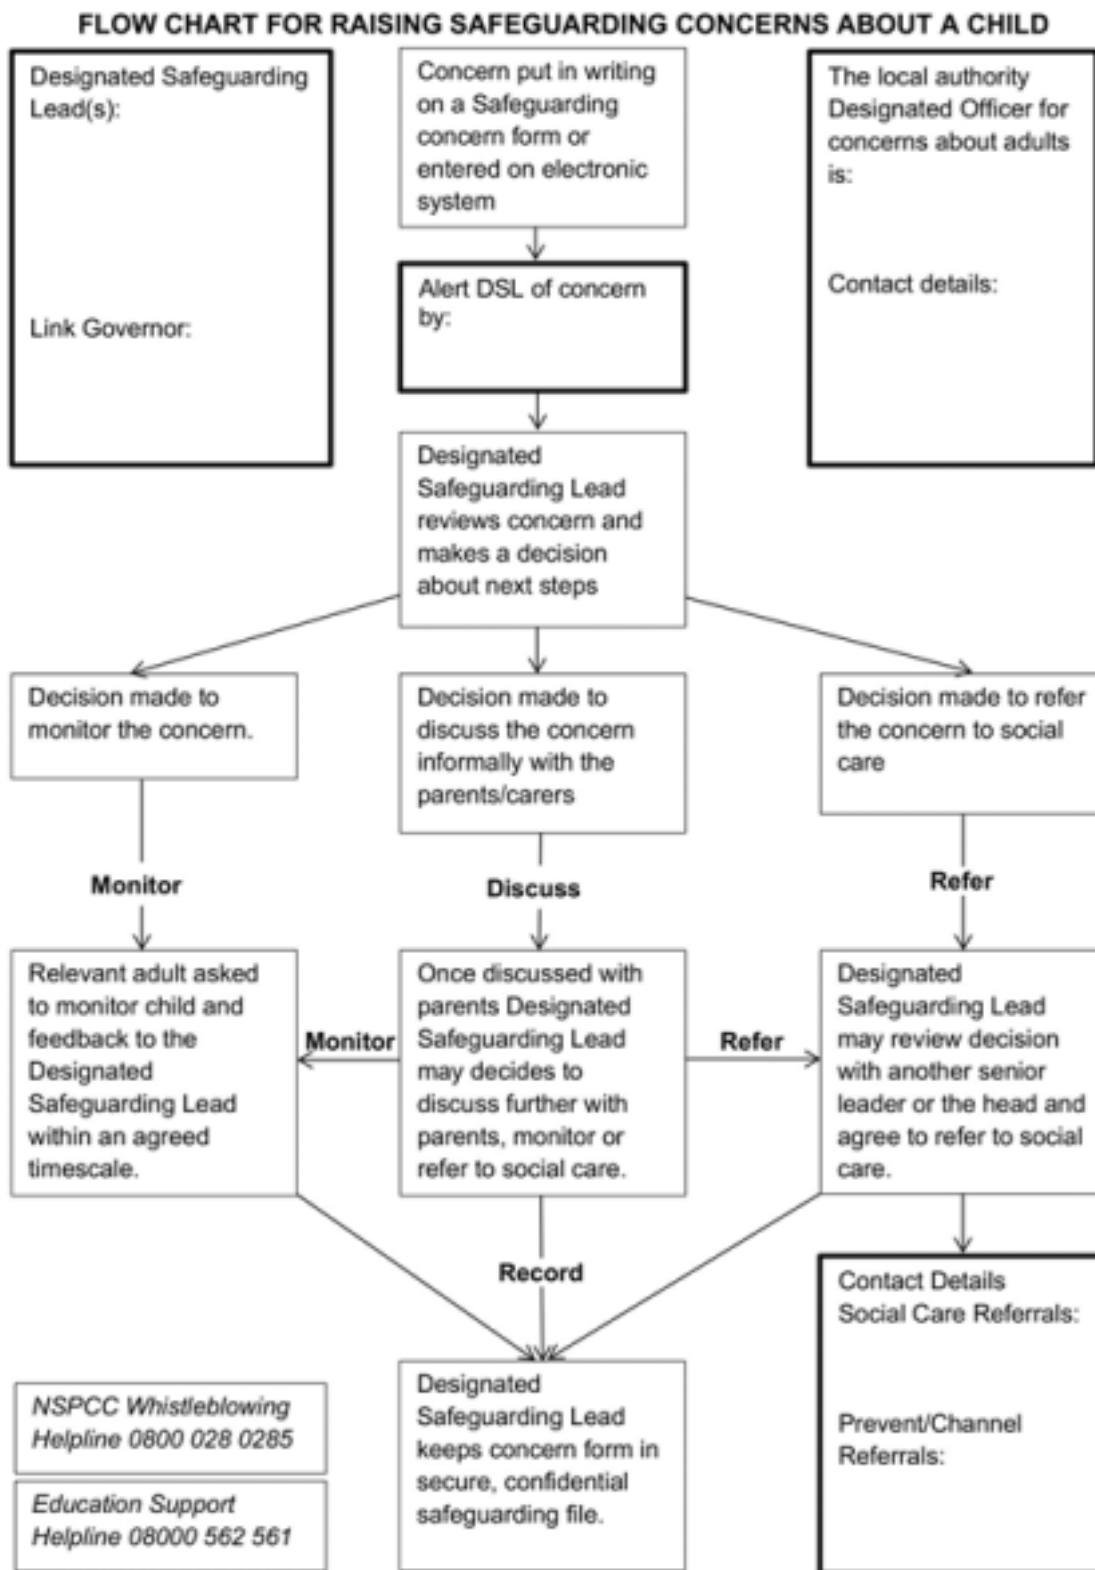 FLOW CHART FOR RAISING SAFEGUARDING CONCERNS ABOUT A CHILD
Designated Safeguarding
Lead(s):
Link Governor:
Concern put in writing
on a Safeguarding
concern form or
entered on electronic
system
The local authority
Designated Officer for
concerns about adults
is:
Contact details:
Alert DSL of concern
by:
Designated
Safeguarding Lead
reviews concern and
makes a decision
about next steps
Decision made to
monitor the concern.
Decision made to
discuss the concern
informally with the
parents/carers
Decision made to refer
the concern to social
care
Monitor
Discuss
Refer
Relevant adult asked
to monitor child and
feedback to the
Designated
Safeguarding Lead
within an agreed
timescale.
Monitor
Once discussed with
parents Designated
Safeguarding Lead
may decides to
discuss further with
parents, monitor or
refer to social care.
Refer
Designated
Safeguarding Lead
may review decision
with another senior
leader or the head and
agree to refer to social
care.
Record
Contact Details
Social Care Referrals:
Prevent/Channel
Referrals:
Designated
Safeguarding Lead
keeps concern form in
secure, confidential
safeguarding file.
NSPCC Whistleblowing
Helpline 0800 028 0285
Education Support
Helpline 08000 562 561